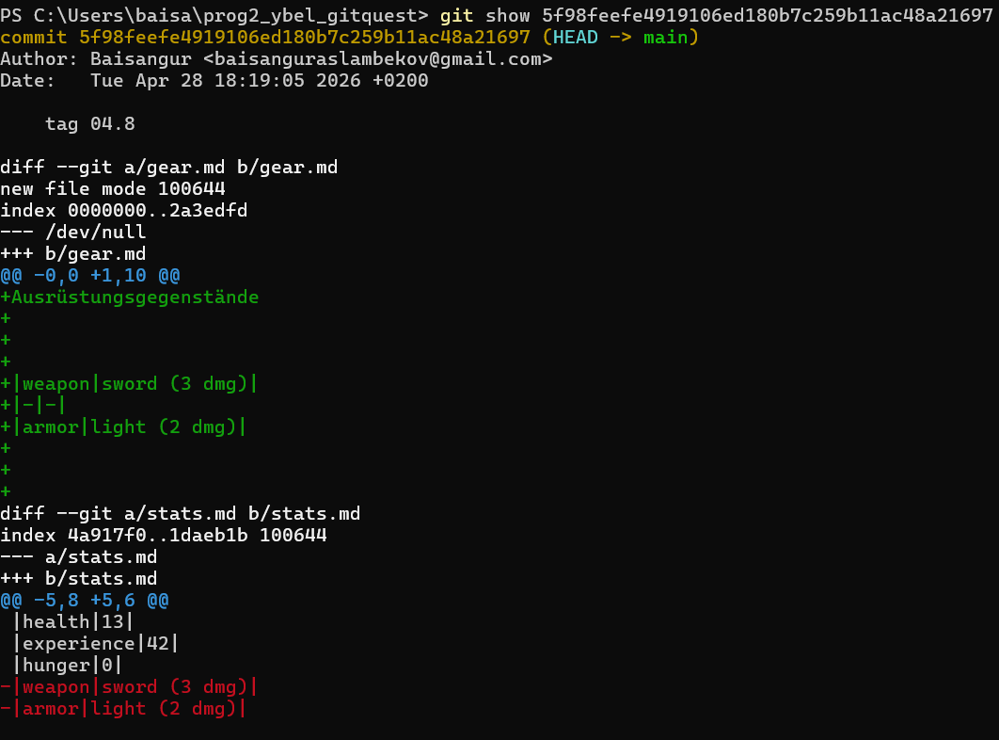 PS C:\Users\baisa\prog2_ybel_gitquest> git show 5f98feefe4919106ed180b7c259b11ac48a21697
commit 5f98feefe4919106ed180b7c259b11ac48a21697 (HEAD -> main)
Author: Baisangur <baisanguraslambekov@gmail.com>
Date:   Tue Apr 28 18:19:05 2026 +0200
    tag 04.8
diff --git a/gear.md b/gear.md
new file mode 100644
index 0000000..2a3edfd
--- /dev/null
+++ b/gear.md
@@ -0,0 +1,10 @@
+Ausrüstungsgegenstände
+
+
+
+|weapon|sword (3 dmg)|
+|-|-|
+|armor|light (2 dmg)|
+
+
+
diff --git a/stats.md b/stats.md
index 4a917f0..1daeb1b 100644
--- a/stats.md
+++ b/stats.md
@@ -5,8 +5,6 @@
 |health|13|
 |experience|42|
 |hunger|0|
-|weapon|sword (3 dmg)|
-|armor|light (2 dmg)|